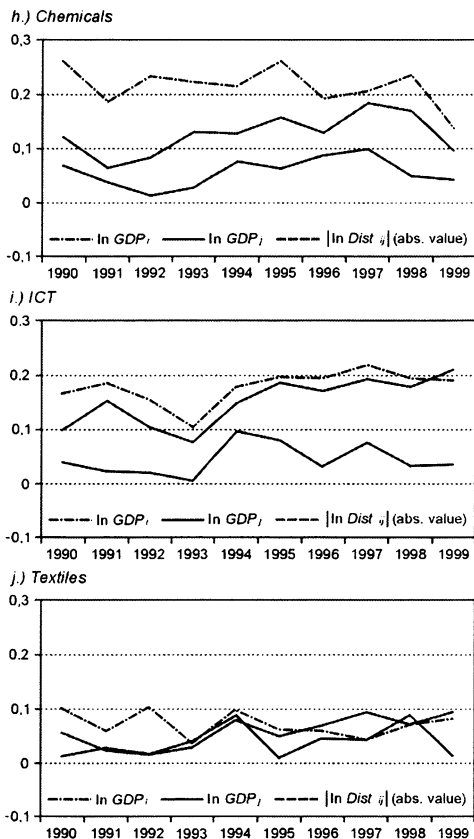 h.) Chemicals
0,3
0,2
0,1
0
ln GDPi ln GDPj |ln Dist ij| (abs. value)
-0,1
1990 1991 1992 1993 1994 1995 1996 1997 1998 1999
i.) ICT
0.3
0.2
0.1
0
ln GDPi ln GDPj |ln Dist ij| (abs. value)
-0.1
1990 1991 1992 1993 1994 1995 1996 1997 1998 1999
j.) Textiles
0,3
0,2
0,1
0
ln GDPi ln GDPj |ln Dist ij| (abs. value)
-0,1
1990 1991 1992 1993 1994 1995 1996 1997 1998 1999